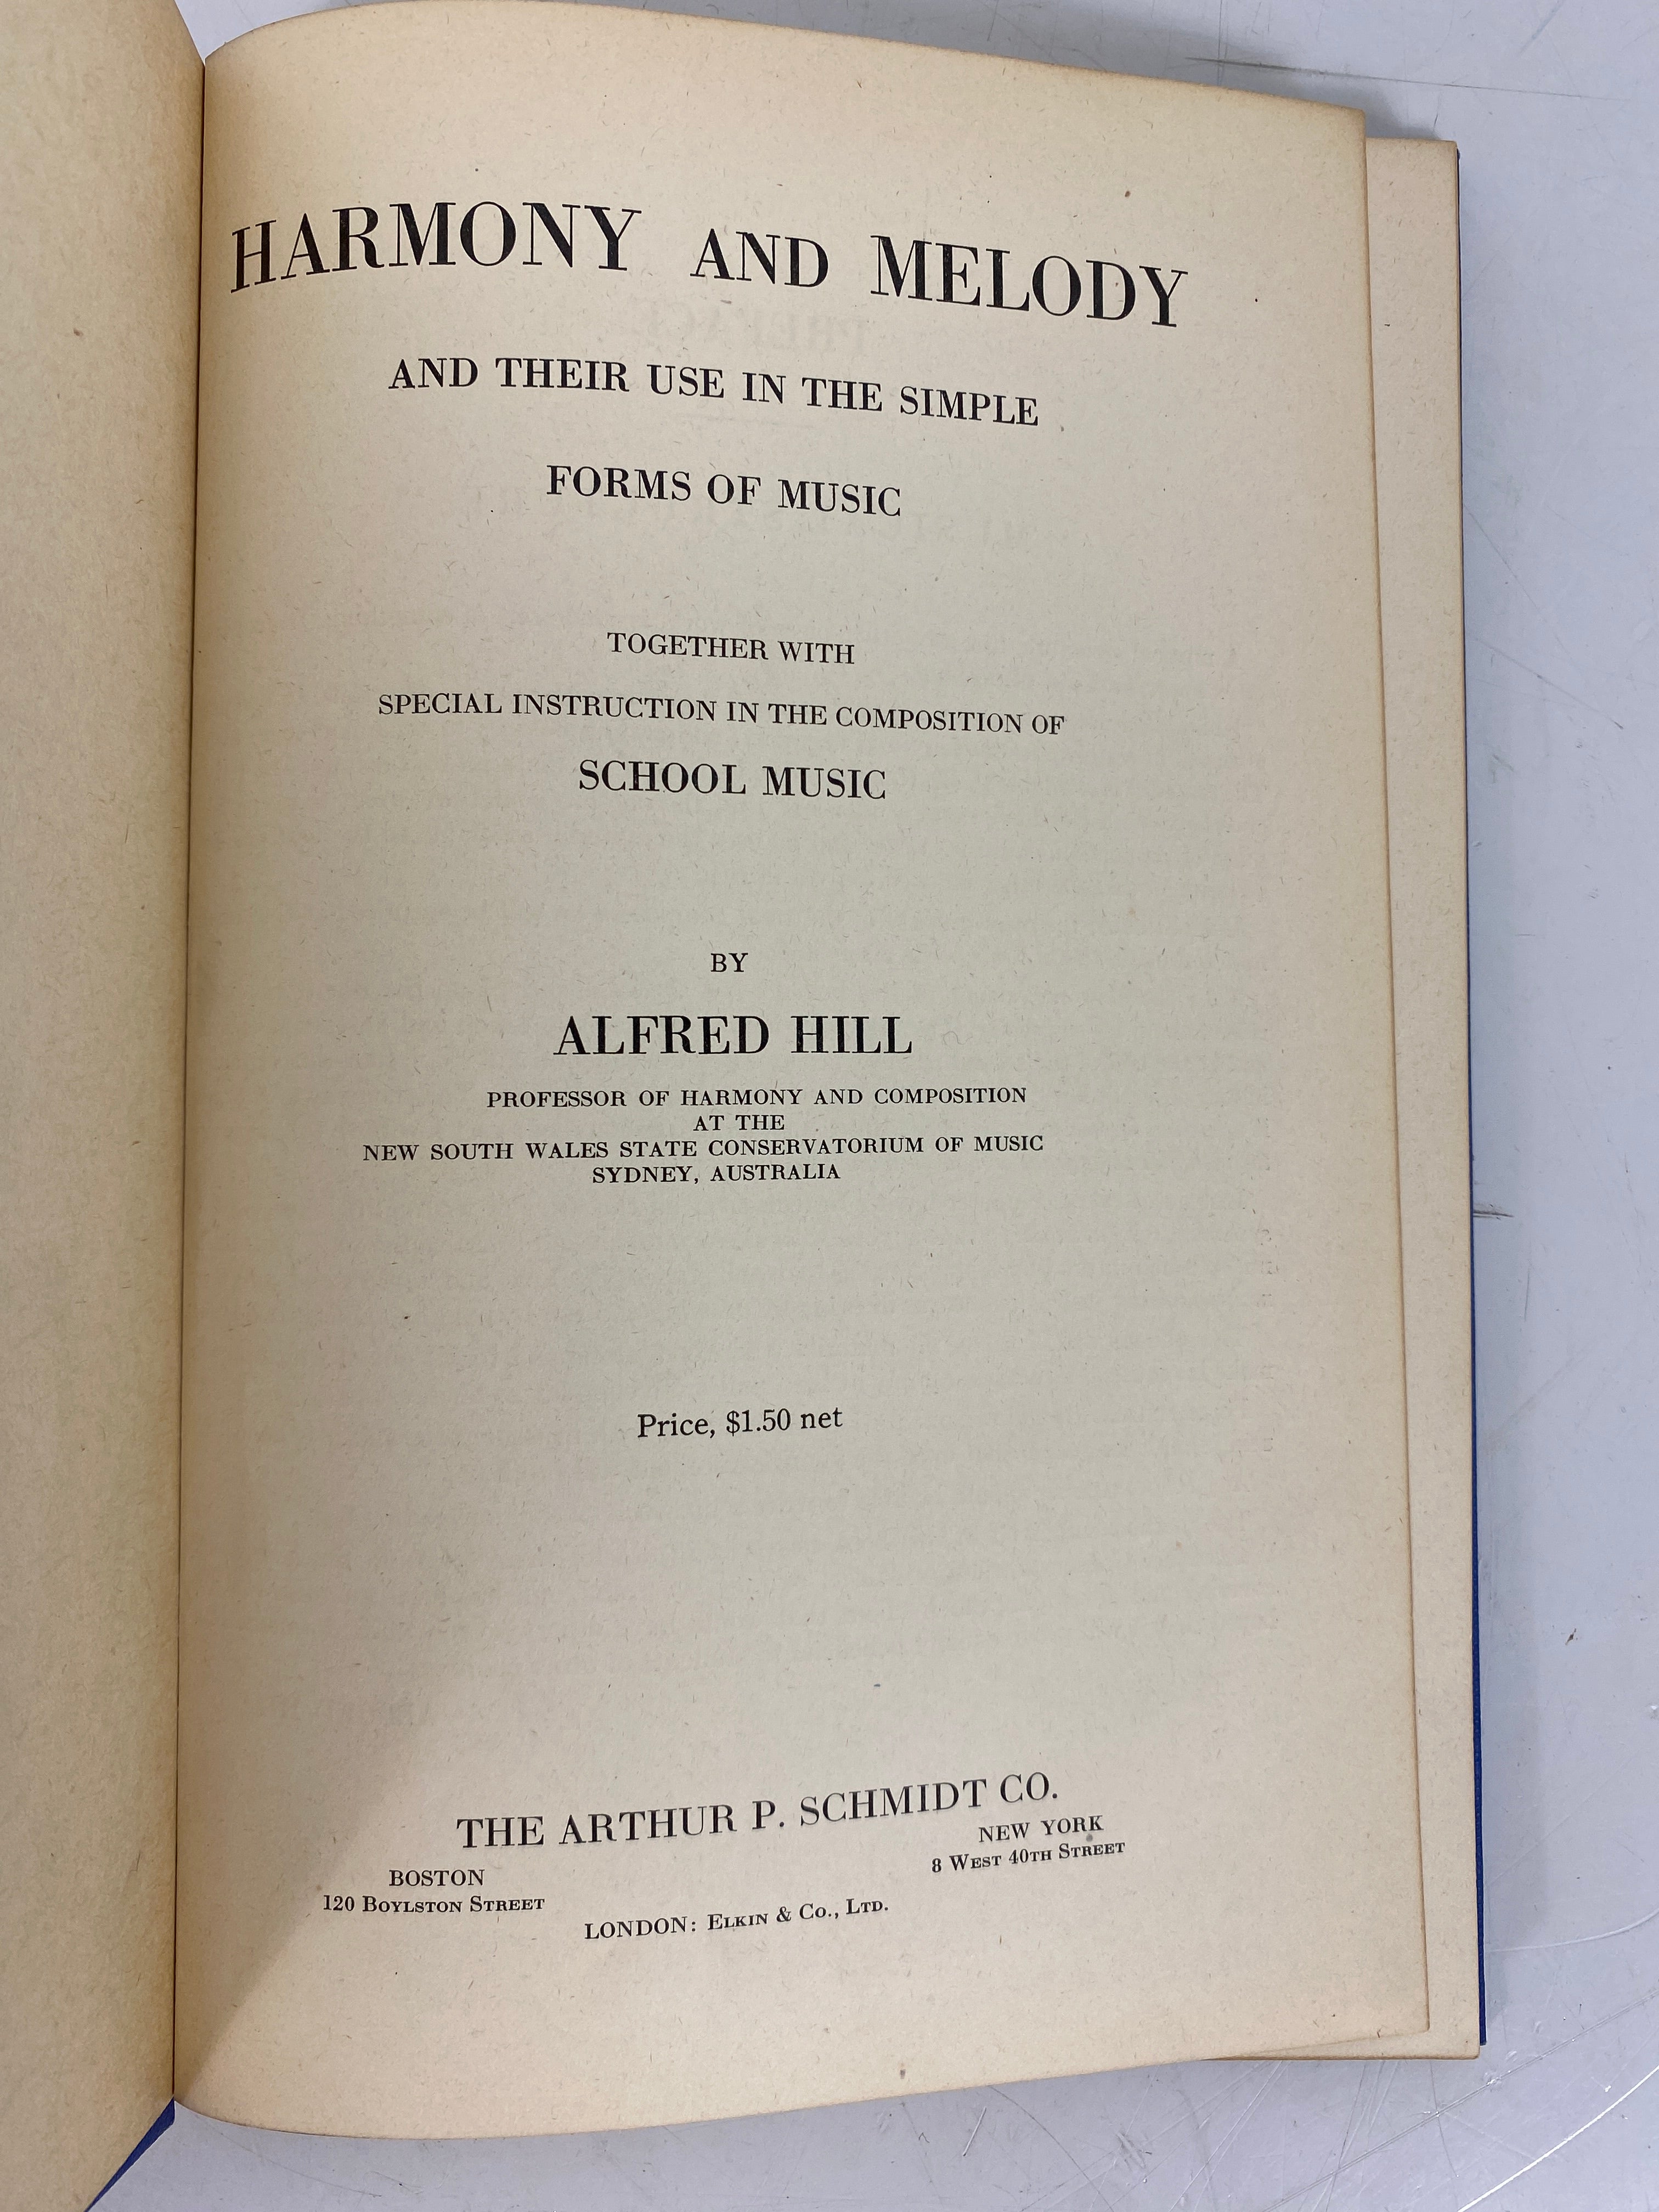 HARMONY AND MELODY
AND THEIR USE IN THE SIMPLE
FORMS OF MUSIC
TOGETHER WITH
SPECIAL INSTRUCTION IN THE COMPOSITION OF
SCHOOL MUSIC
BY
ALFRED HILL
PROFESSOR OF HARMONY AND COMPOSITION
AT THE
NEW SOUTH WALES STATE CONSERVATORIUM OF MUSIC
SYDNEY, AUSTRALIA
Price, $1.50 net
THE ARTHUR P. SCHMIDT CO.
BOSTON
120 BOYLSTON STREET
NEW YORK
8 WEST 40TH STREET
LONDON: ELKIN & CO., LTD.